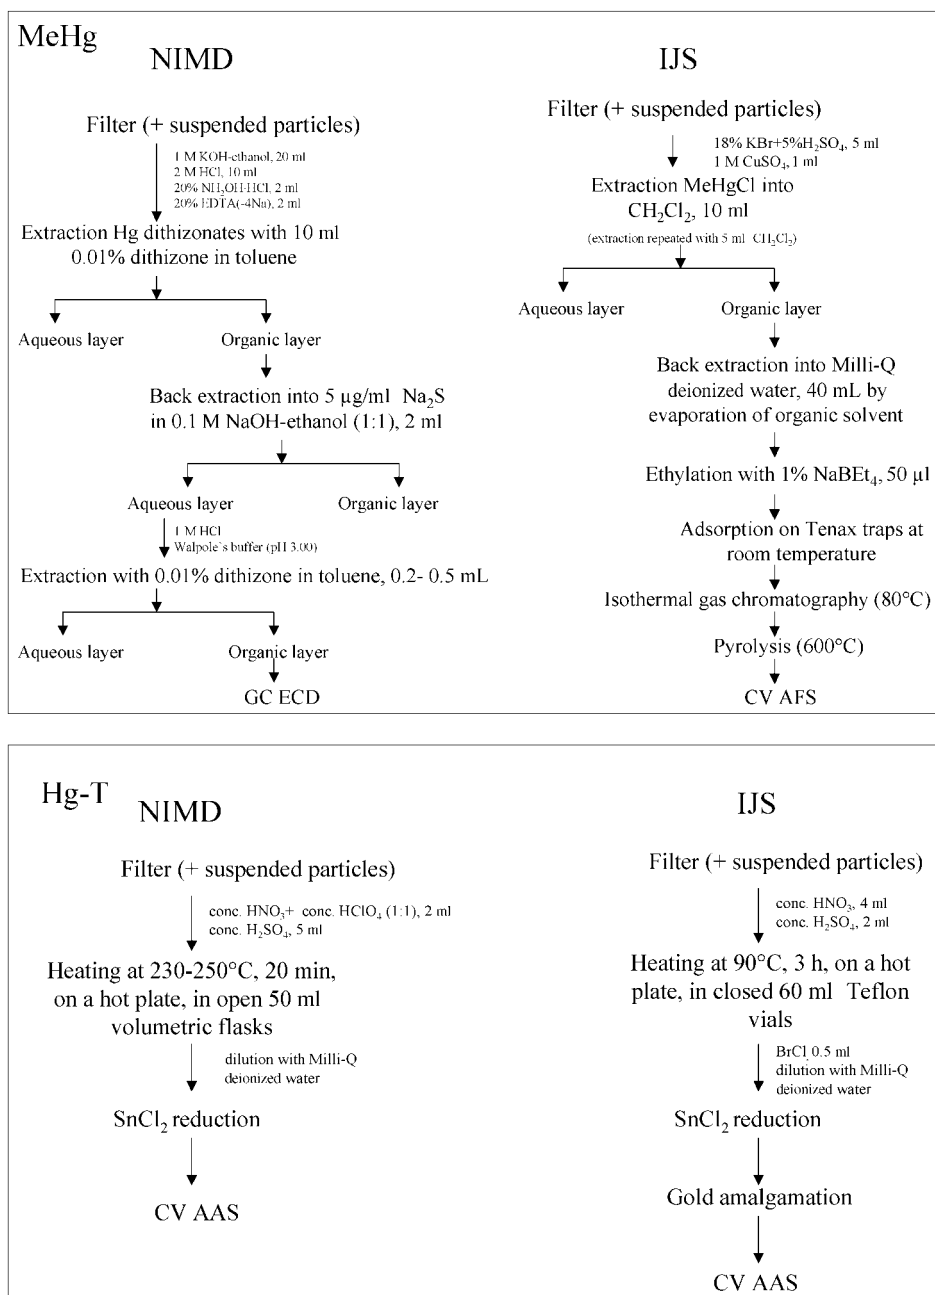 MeHg
NIMD
Filter (+ suspended particles)
1 M KOH-ethanol, 20 ml
2 M HCl, 10 ml
20% NH₂OH·HCl, 2 ml
20% EDTA(-4Na), 2 ml
Extraction Hg dithizonates with 10 ml
0.01% dithizone in toluene
Aqueous layer
Organic layer
Back extraction into 5 µg/ml Na₂S
in 0.1 M NaOH-ethanol (1:1), 2 ml
Aqueous layer
Organic layer
1 M HCl
Walpole`s buffer (pH 3.00)
Extraction with 0.01% dithizone in toluene, 0.2- 0.5 mL
Aqueous layer
Organic layer
GC ECD
IJS
Filter (+ suspended particles)
18% KBr+5%H₂SO₄, 5 ml
1 M CuSO₄, 1 ml
Extraction MeHgCl into
CH₂Cl₂, 10 ml
(extraction repeated with 5 ml CH₂Cl₂)
Aqueous layer
Organic layer
Back extraction into Milli-Q
deionized water, 40 mL by
evaporation of organic solvent
Ethylation with 1% NaBEt₄, 50 µl
Adsorption on Tenax traps at
room temperature
Isothermal gas chromatography (80°C)
Pyrolysis (600°C)
CV AFS
Hg-T
NIMD
Filter (+ suspended particles)
conc. HNO₃+ conc. HClO₄ (1:1), 2 ml
conc. H₂SO₄, 5 ml
Heating at 230-250°C, 20 min,
on a hot plate, in open 50 ml
volumetric flasks
dilution with Milli-Q
deionized water
SnCl₂ reduction
CV AAS
IJS
Filter (+ suspended particles)
conc. HNO₃, 4 ml
conc. H₂SO₄, 2 ml
Heating at 90°C, 3 h, on a hot
plate, in closed 60 ml Teflon
vials
BrCl, 0.5 ml
dilution with Milli-Q
deionized water
SnCl₂ reduction
Gold amalgamation
CV AAS